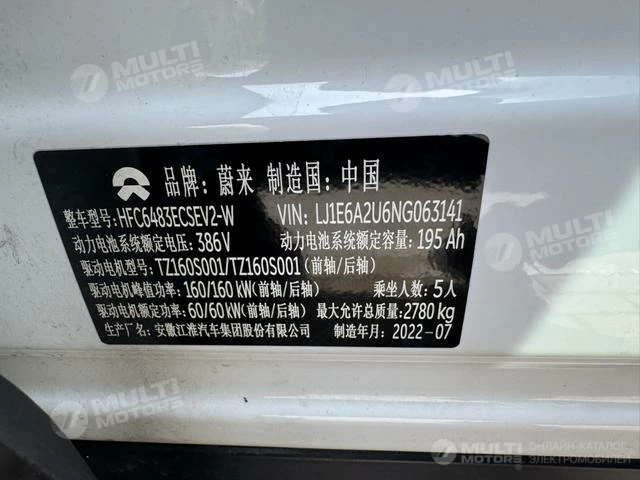 MULTI
MOTORS
MULTI
MOTORS
品牌: 蔚来 制造国: 中国
整车型号: HFC6483ECSEV2-W VIN: LJ1E6A2U6NG063141
动力电池系统额定电压: 386V 动力电池系统额定容量: 195 Ah
驱动电机型号: TZ160S001/TZ160S001 (前轴/后轴)
驱动电机峰值功率: 160/160 kW(前轴/后轴) 乘坐人数: 5人
驱动电机额定功率: 60/60 kW(前轴/后轴) 最大允许总质量: 2780 kg
生产厂名: 安徽江淮汽车集团股份有限公司 制造年月: 2022-07
MULTI
MOTORS
MULTI
MOTORS
ОНЛАЙН-КАТАЛОГ
ЭЛЕКТРОМОБИЛЕЙ